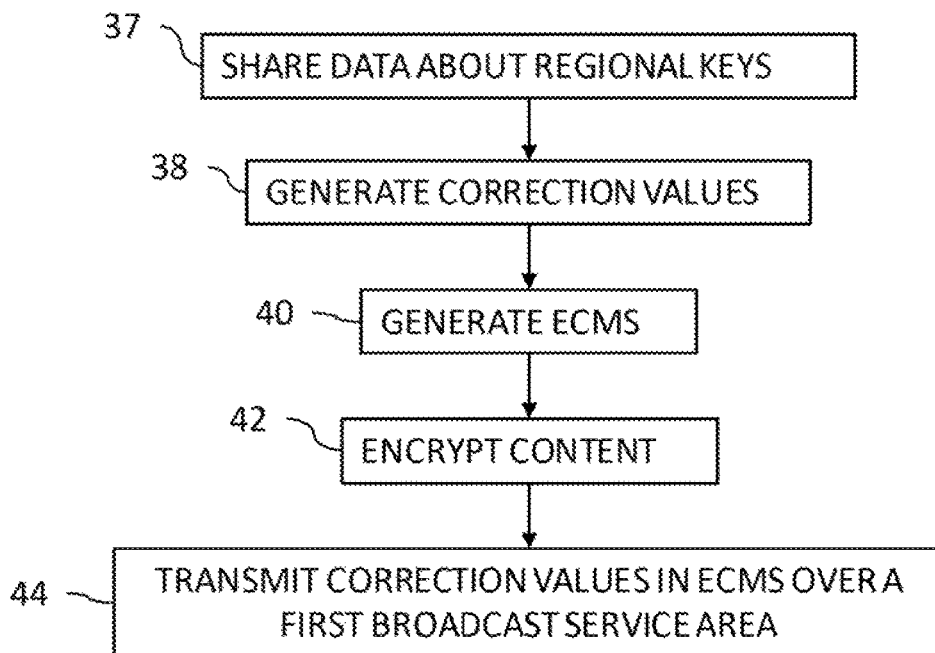 37
SHARE DATA ABOUT REGIONAL KEYS
38
GENERATE CORRECTION VALUES
40
GENERATE ECMS
42
ENCRYPT CONTENT
44
TRANSMIT CORRECTION VALUES IN ECMS OVER A
FIRST BROADCAST SERVICE AREA